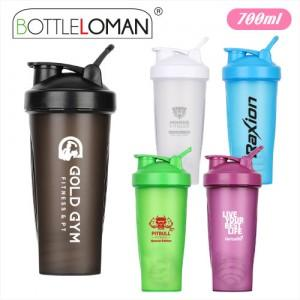 BOTTLELOMAN®
700ml
GOLD GYM
FITNESS & PT
RAXION
PITBULL
LIVE
YOUR
BEST
LIFE